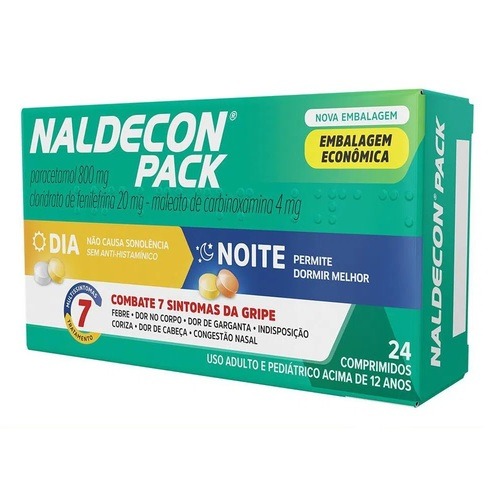 NALDECON®
PACK
paracetamol 800 mg
cloridrato de fenilefrina 20 mg - maleato de carbinoxamina 4 mg
NOVA EMBALAGEM
EMBALAGEM
ECONÔMICA
DIA
NÃO CAUSA SONOLÊNCIA
SEM ANTI-HISTAMÍNICO
NOITE
PERMITE
DORMIR MELHOR
MULTISSINTOMAS
7
TRATAMENTO
COMBATE 7 SINTOMAS DA GRIPE
FEBRE • DOR NO CORPO • DOR DE GARGANTA • INDISPOSIÇÃO
CORIZA • DOR DE CABEÇA • CONGESTÃO NASAL
24
COMPRIMIDOS
USO ADULTO E PEDIÁTRICO ACIMA DE 12 ANOS
NALDECON® PACK